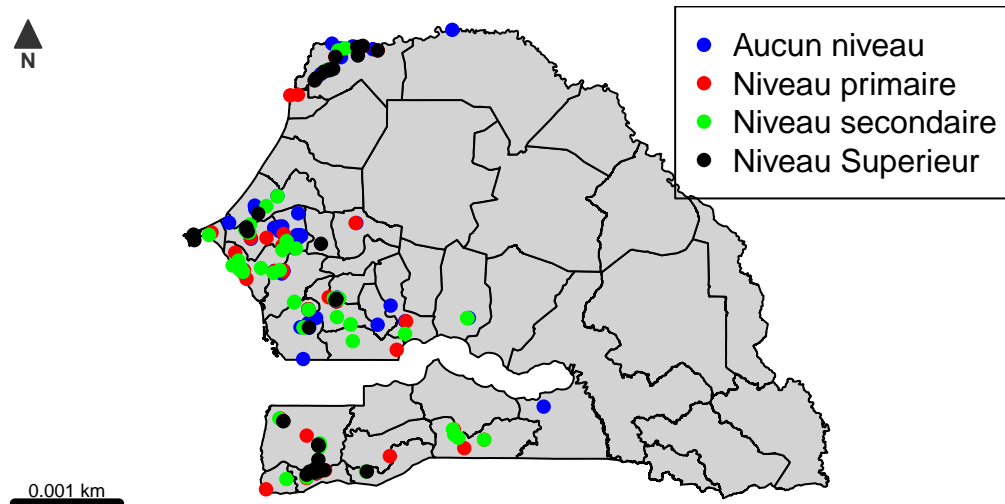 N
Aucun niveau
Niveau primaire
Niveau secondaire
Niveau Superieur
0.001 km